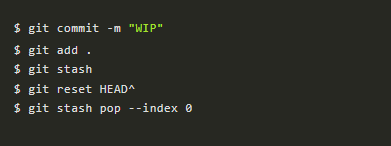 $ git commit -m "WIP"
$ git add .
$ git stash
$ git reset HEAD^
$ git stash pop --index 0